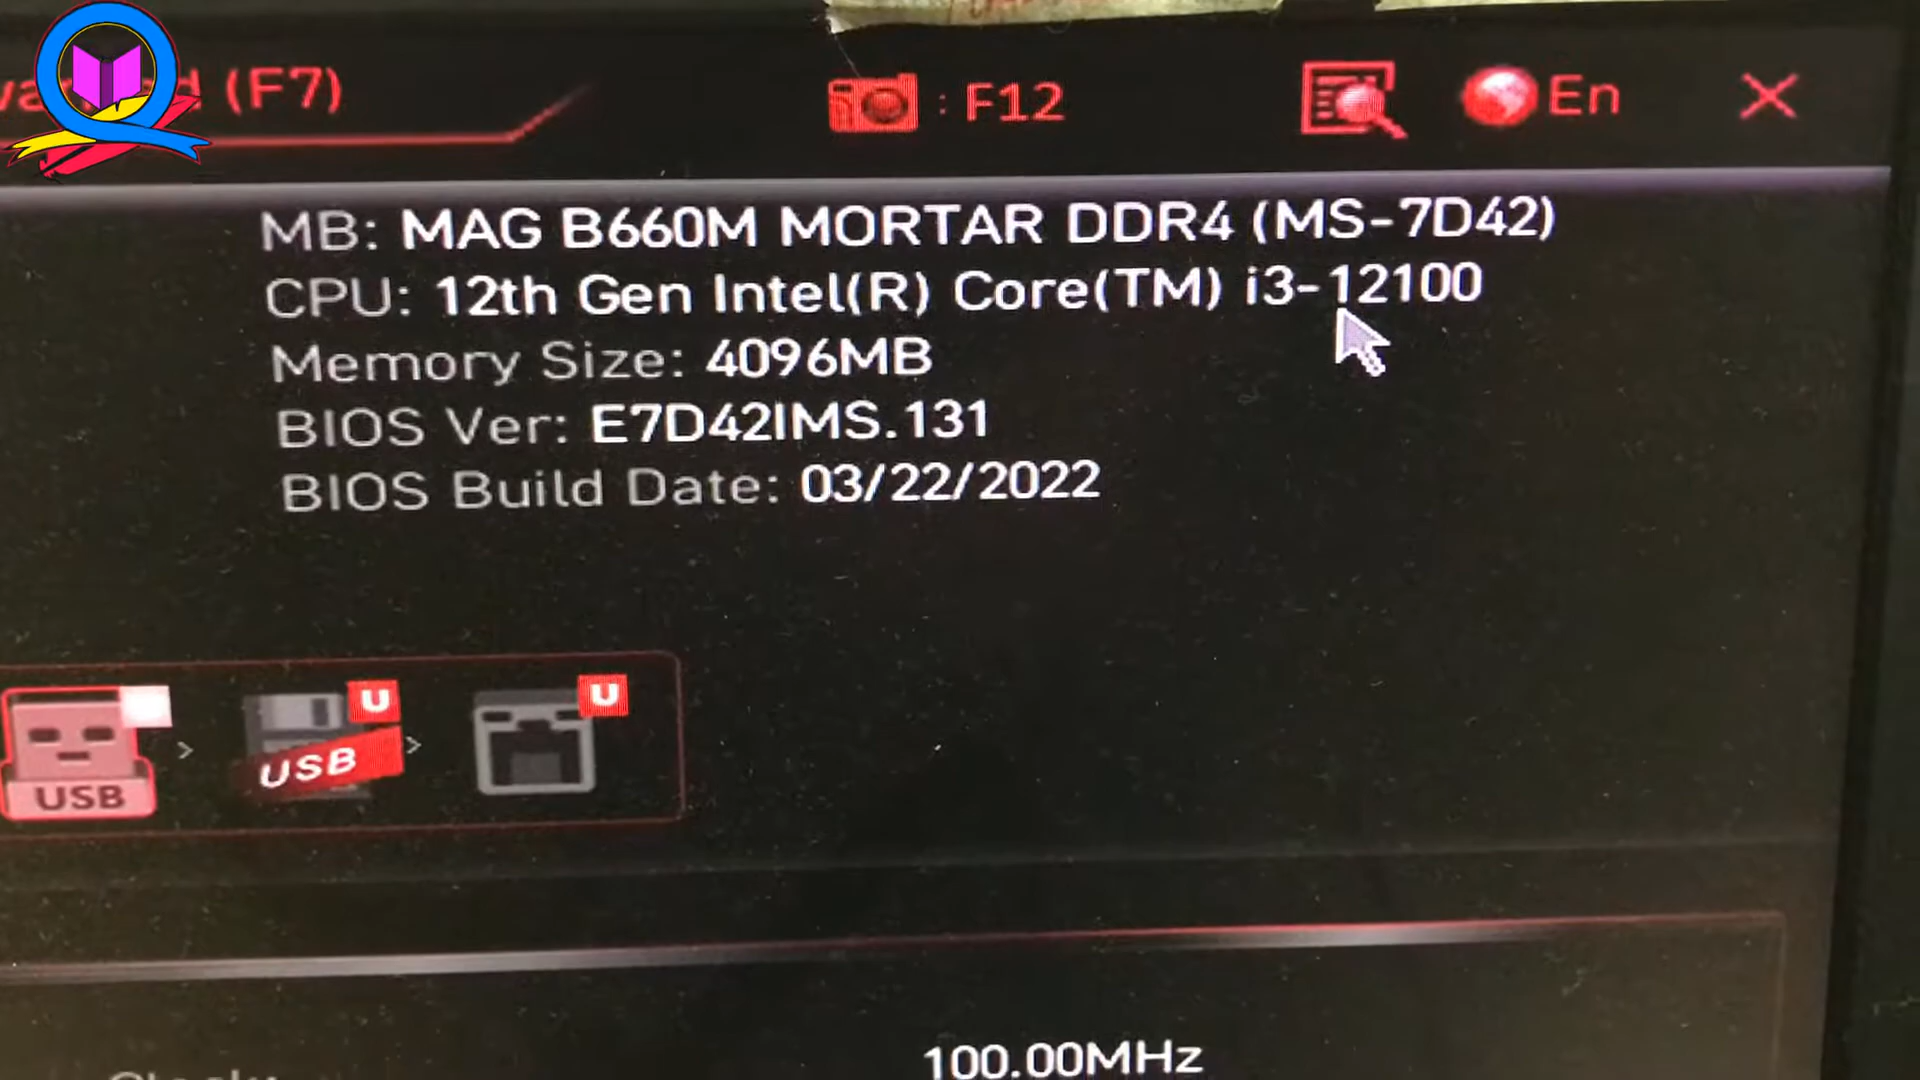 (F7)
: F12
En
MB: MAG B660M MORTAR DDR4 (MS-7D42)
CPU: 12th Gen Intel(R) Core(TM) i3-12100
Memory Size: 4096MB
BIOS Ver: E7D42IMS.131
BIOS Build Date: 03/22/2022
U
U
USB
USB
100.00MHz